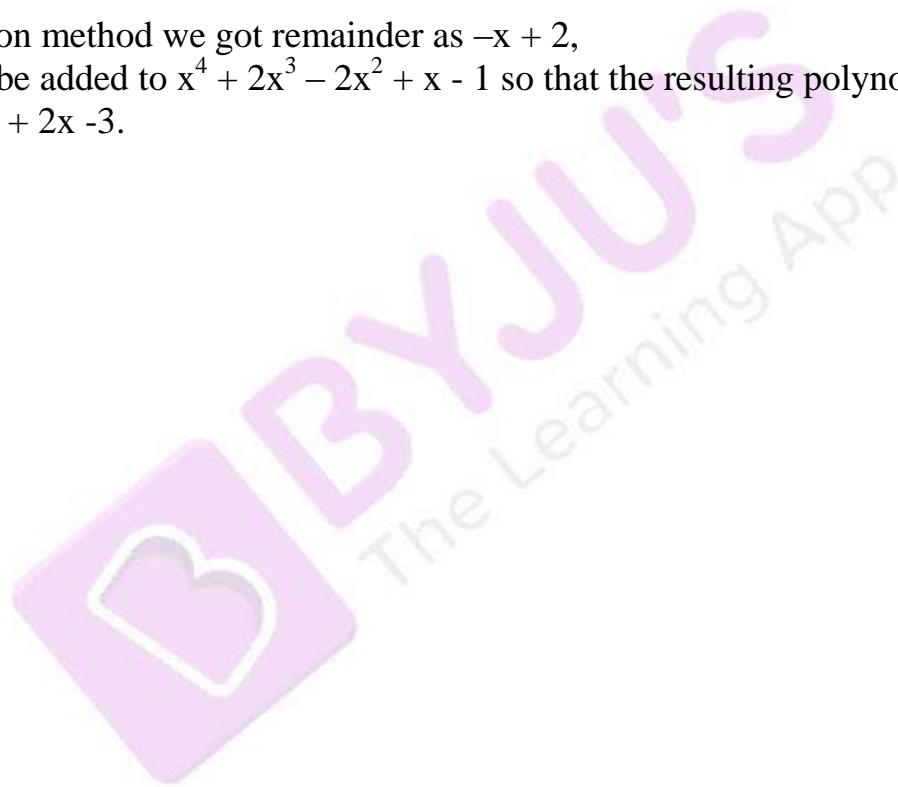 on method we got remainder as –x + 2,
be added to x⁴ + 2x³ – 2x² + x - 1 so that the resulting polyno
+ 2x -3.
BYJU'S
The Learning App